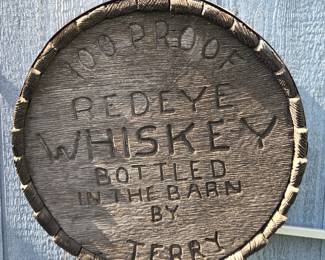 100 PROOF
REDEYE
WHISKEY
BOTTLED
IN THE BARN
BY
TERRY